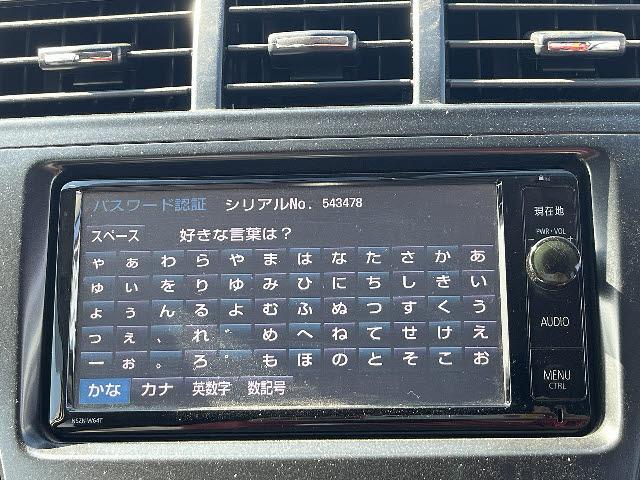 パスワード認証 シリアルNo. 543478
スペース 好きな言葉は?
ゃ ぁ わ ら や ま は な た さ か あ
ゅ ぃ を り ゆ み ひ に ち し き い
ょ ぅ ん る よ む ふ ぬ つ す く う
っ ぇ 、 れ ゛ め へ ね て せ け え
ー ぉ 。 ろ ゜ も ほ の と そ こ お
かな カナ 英数字 数記号
現在地
PWR・VOL
AUDIO
MENU
CTRL
NSZN-W64T